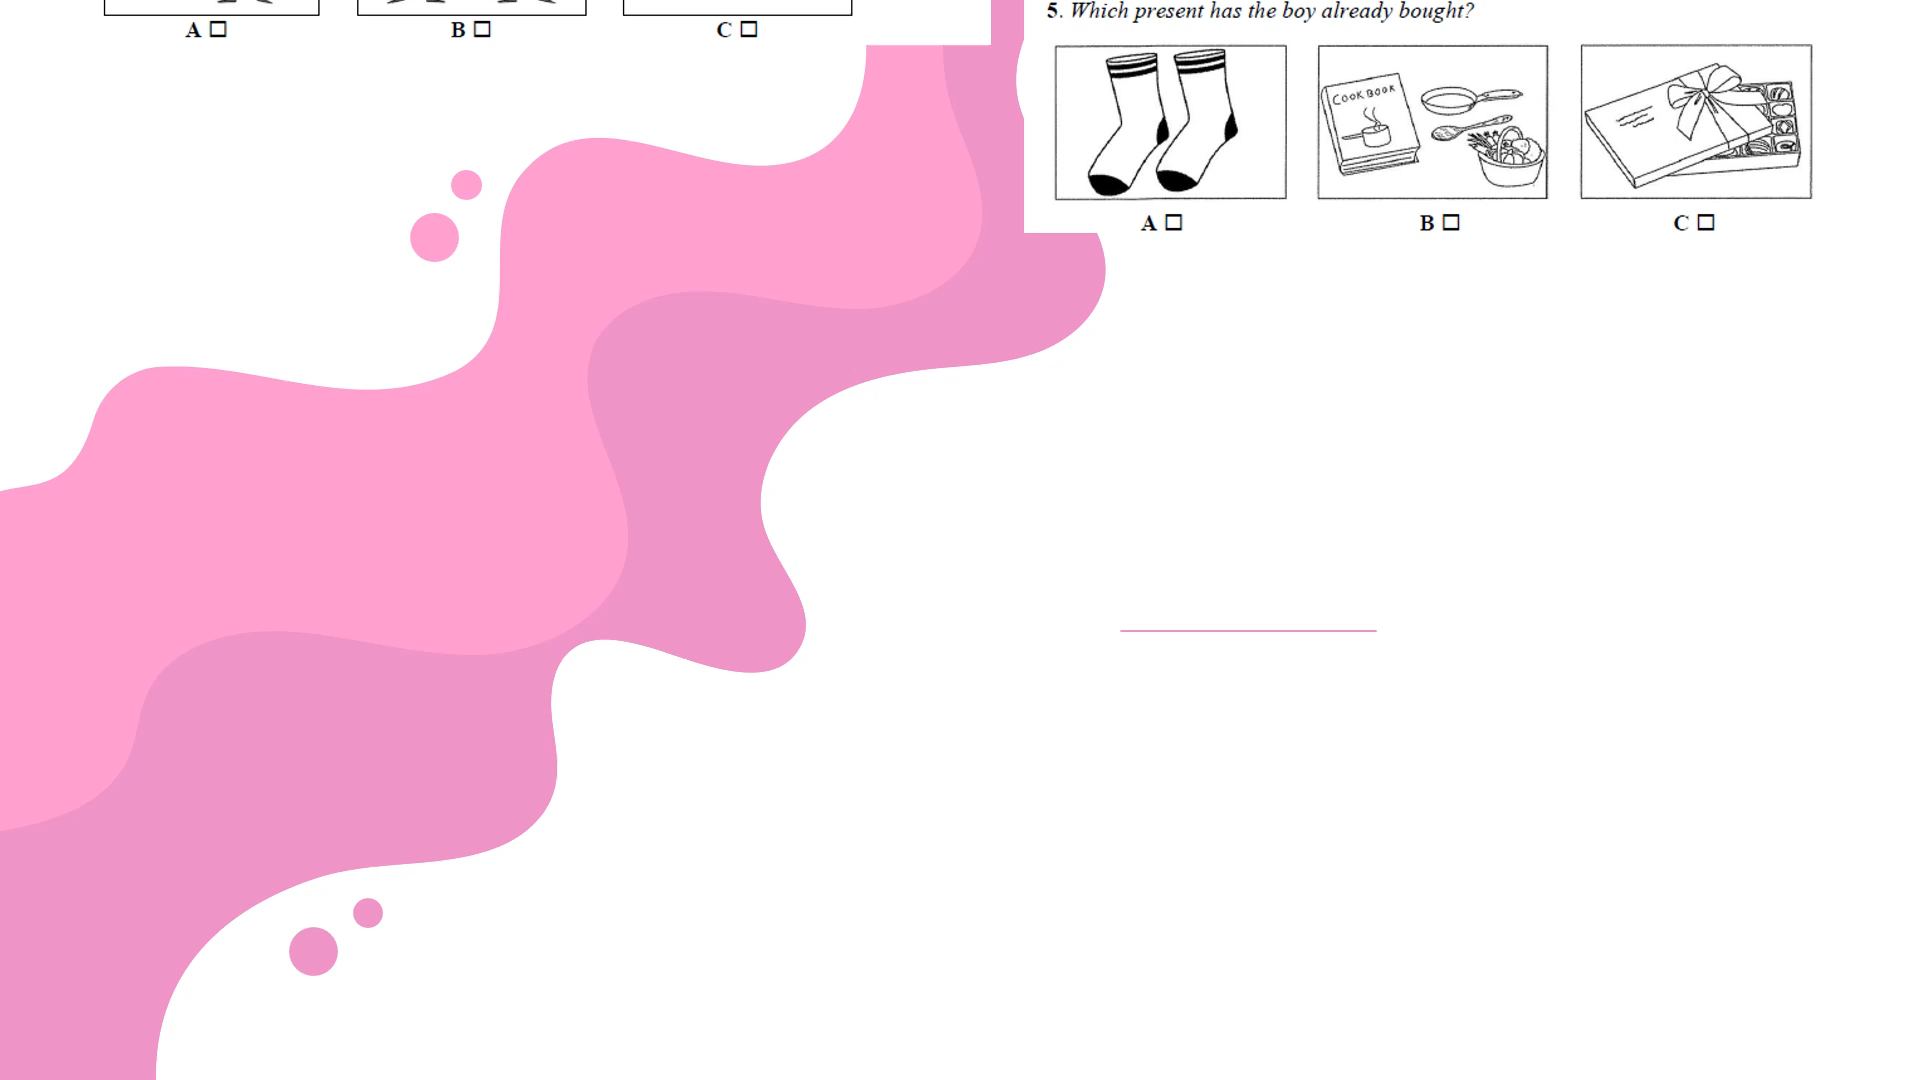 A ☐ B ☐ C ☐
5. Which present has the boy already bought?
COOK BOOK
A ☐ B ☐ C ☐